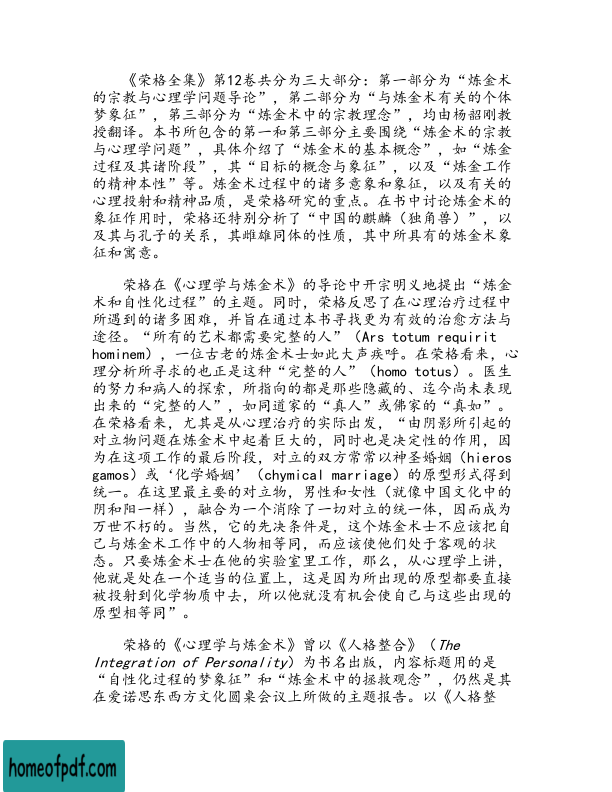 《荣格全集》第12卷共分为三大部分：第一部分为“炼金术
的宗教与心理学问题导论”，第二部分为“与炼金术有关的个体
梦象征”，第三部分为“炼金术中的宗教理念”，均由杨韶刚教
授翻译。本书所包含的第一和第三部分主要围绕“炼金术的宗教
与心理学问题”，具体介绍了“炼金术的基本概念”，如“炼金
过程及其诸阶段”，其“目标的概念与象征”，以及“炼金工作
的精神本性”等。炼金术过程中的诸多意象和象征，以及有关的
心理投射和精神品质，是荣格研究的重点。在书中讨论炼金术的
象征作用时，荣格还特别分析了“中国的麒麟（独角兽）”，以
及其与孔子的关系，其雌雄同体的性质，其中所具有的炼金术象
征和寓意。
荣格在《心理学与炼金术》的导论中开宗明义地提出“炼金
术和自性化过程”的主题。同时，荣格反思了在心理治疗过程中
所遇到的诸多困难，并旨在通过本书寻找更为有效的治愈方法与
途径。“所有的艺术都需要完整的人”（Ars totum requirit
hominem），一位古老的炼金术士如此大声疾呼。在荣格看来，心
理分析所寻求的也正是这种“完整的人”（homo totus）。医生
的努力和病人的探索，所指向的都是那些隐藏的、迄今尚未表现
出来的“完整的人”，如同道家的“真人”或佛家的“真如”。
在荣格看来，尤其是从心理治疗的实际出发，“由阴影所引起的
对立物问题在炼金术中起着巨大的，同时也是决定性的作用，因
为在这项工作的最后阶段，对立的双方常常以神圣婚姻（hieros
gamos）或‘化学婚姻’（chymical marriage）的原型形式得到
统一。在这里最主要的对立物，男性和女性（就像中国文化中的
阴和阳一样），融合为一个消除了一切对立的统一体，因而成为
万世不朽的。当然，它的先决条件是，这个炼金术士不应该把自
己与炼金术工作中的人物相等同，而应该使他们处于客观的状
态。只要炼金术士在他的实验室里工作，那么，从心理学上讲，
他就是处在一个适当的位置上，这是因为所出现的原型都要直接
被投射到化学物质中去，所以他就没有机会使自己与这些出现的
原型相等同”。
荣格的《心理学与炼金术》曾以《人格整合》（The
Integration of Personality）为书名出版，内容标题用的是
“自性化过程的梦象征”和“炼金术中的拯救观念”，仍然是其
在爱诺思东西方文化圆桌会议上所做的主题报告。以《人格整
homeofpdf.com